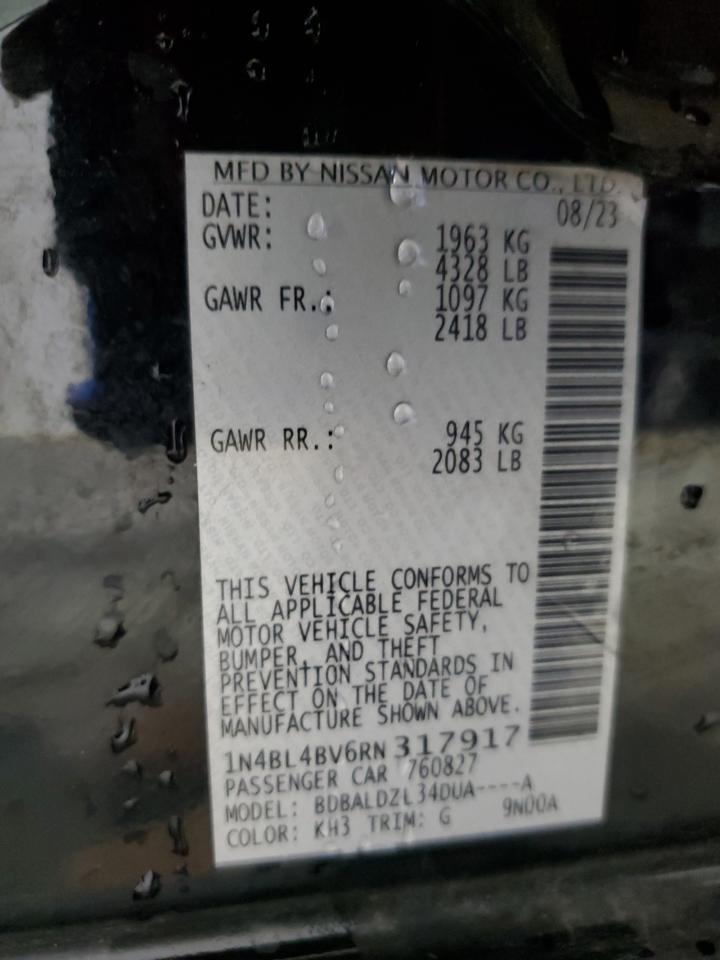 MFD BY NISSAN MOTOR CO., LTD.
DATE: 08/23
GVWR: 1963 KG
4328 LB
GAWR FR.: 1097 KG
2418 LB
GAWR RR.: 945 KG
2083 LB
THIS VEHICLE CONFORMS TO
ALL APPLICABLE FEDERAL
MOTOR VEHICLE SAFETY,
BUMPER, AND THEFT
PREVENTION STANDARDS IN
EFFECT ON THE DATE OF
MANUFACTURE SHOWN ABOVE.
1N4BL4BV6RN 317917
PASSENGER CAR 760827
MODEL: BDBALDZL34DUA----A
COLOR: KH3 TRIM: G 9N00A